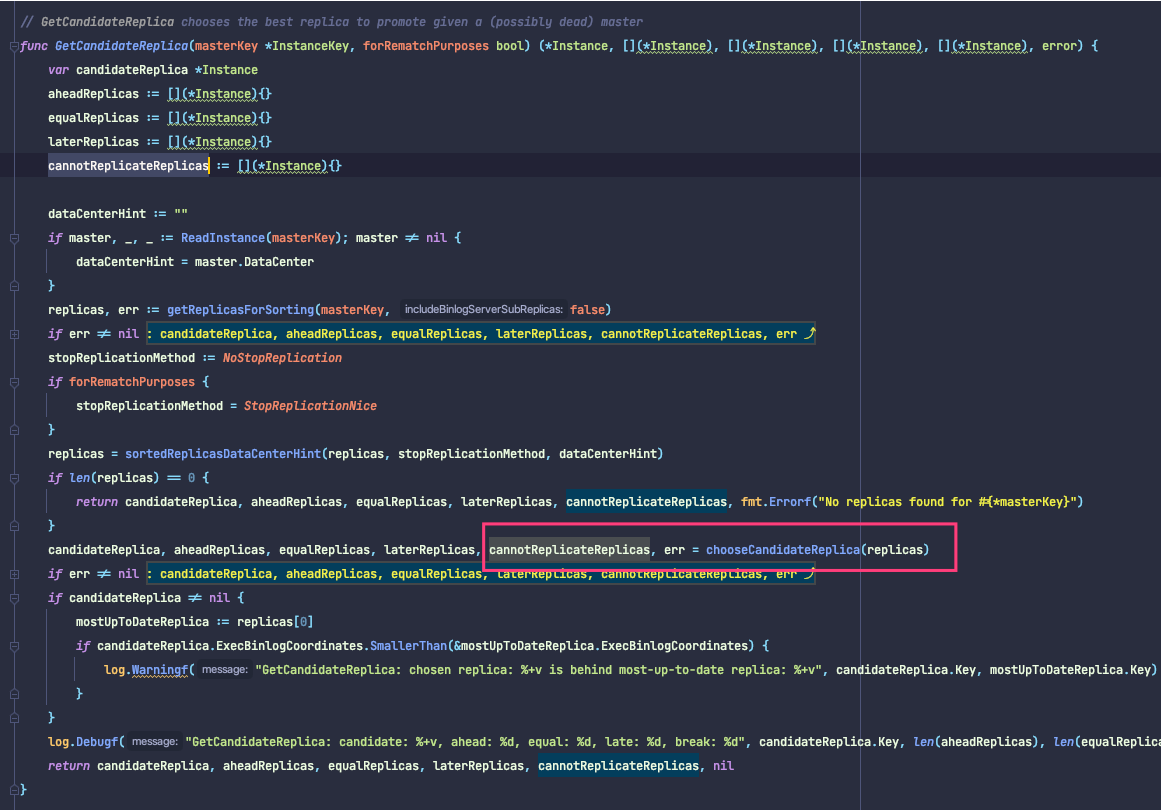 // GetCandidateReplica chooses the best replica to promote given a (possibly dead) master
func GetCandidateReplica(masterKey *InstanceKey, forRematchPurposes bool) (*Instance, [](*Instance), [](*Instance), [](*Instance), [](*Instance), error) {
var candidateReplica *Instance
aheadReplicas := [](*Instance){}
equalReplicas := [](*Instance){}
laterReplicas := [](*Instance){}
cannotReplicateReplicas := [](*Instance){}
dataCenterHint := ""
if master, _, _ := ReadInstance(masterKey); master ≠ nil {
dataCenterHint = master.DataCenter
}
replicas, err := getReplicasForSorting(masterKey, includeBinlogServerSubReplicas: false)
if err ≠ nil : candidateReplica, aheadReplicas, equalReplicas, laterReplicas, cannotReplicateReplicas, err ⤴
stopReplicationMethod := NoStopReplication
if forRematchPurposes {
stopReplicationMethod = StopReplicationNice
}
replicas = sortedReplicasDataCenterHint(replicas, stopReplicationMethod, dataCenterHint)
if len(replicas) == 0 {
return candidateReplica, aheadReplicas, equalReplicas, laterReplicas, cannotReplicateReplicas, fmt.Errorf("No replicas found for #{*masterKey}")
}
candidateReplica, aheadReplicas, equalReplicas, laterReplicas, cannotReplicateReplicas, err = chooseCandidateReplica(replicas)
if err ≠ nil : candidateReplica, aheadReplicas, equalReplicas, laterReplicas, cannotReplicateReplicas, err ⤴
if candidateReplica ≠ nil {
mostUpToDateReplica := replicas[0]
if candidateReplica.ExecBinlogCoordinates.SmallerThan(&mostUpToDateReplica.ExecBinlogCoordinates) {
log.Warningf( message: "GetCandidateReplica: chosen replica: %+v is behind most-up-to-date replica: %+v", candidateReplica.Key, mostUpToDateReplica.Key)
}
}
log.Debugf( message: "GetCandidateReplica: candidate: %+v, ahead: %d, equal: %d, late: %d, break: %d", candidateReplica.Key, len(aheadReplicas), len(equalReplica
return candidateReplica, aheadReplicas, equalReplicas, laterReplicas, cannotReplicateReplicas, nil
}